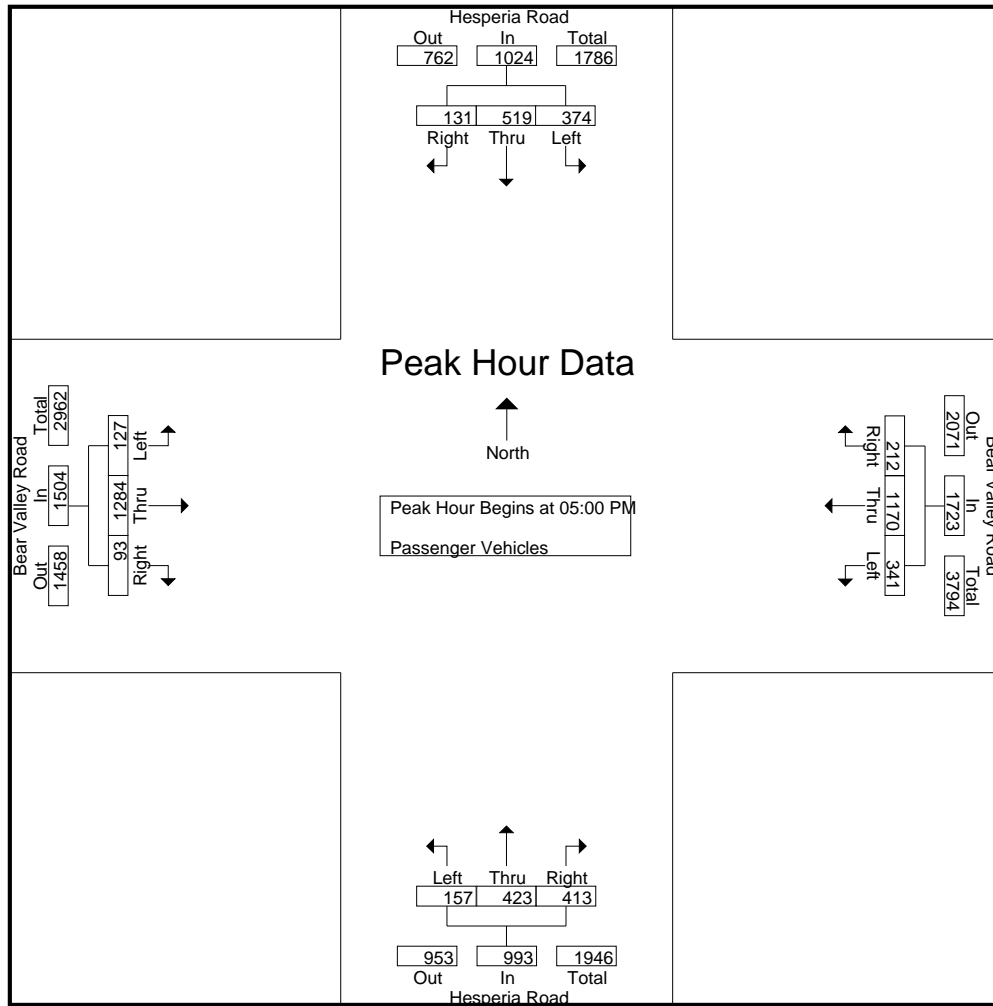 Hesperia Road
Out In Total
762 1024 1786
131 519 374
Right Thru Left
Peak Hour Data
North
Peak Hour Begins at 05:00 PM
Passenger Vehicles
Bear Valley Road
Out In Total
1458 1504 2962
93 1284 127
Right Thru Left
Bear Valley Road
Out In Total
2071 1723 3794
212 1170 341
Right Thru Left
Left Thru Right
157 423 413
953 993 1946
Out In Total
Hesperia Road